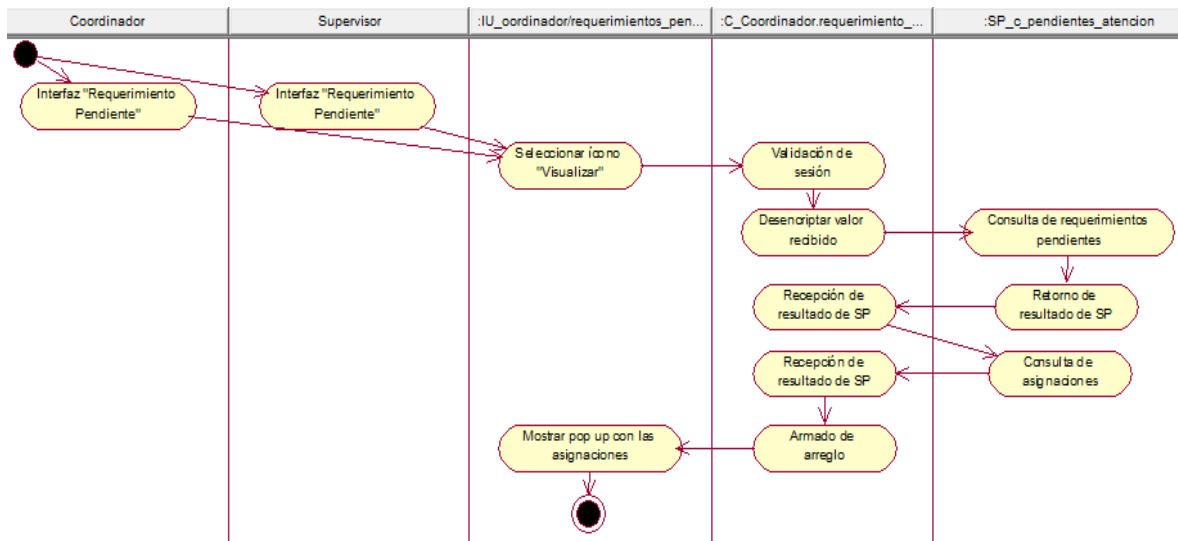 Coordinador
Supervisor
:IU_oordinador/requerimientos_pen...
:C_Coordinador.requerimiento_...
:SP_c_pendientes_atencion
Interfaz "Requerimiento
Pendiente"
Interfaz "Requerimiento
Pendiente"
Seleccionar ícono
"Visualizar"
Validación de
sesión
Desencriptar valor
recibido
Consulta de requerimientos
pendientes
Recepción de
resultado de SP
Retorno de
resultado de SP
Recepción de
resultado de SP
Consulta de
asignaciones
Mostrar pop up con las
asignaciones
Armado de
arreglo